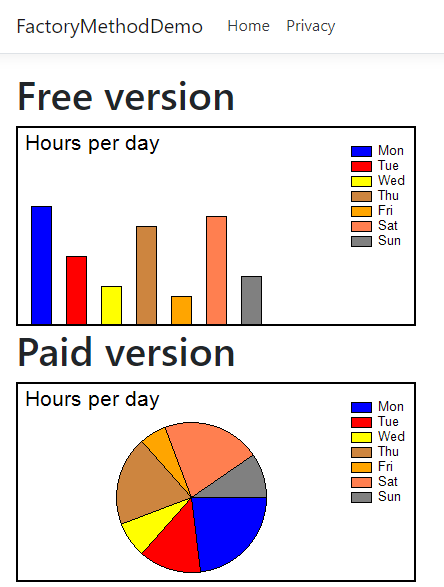 FactoryMethodDemo Home Privacy
Free version
Hours per day
Mon
Tue
Wed
Thu
Fri
Sat
Sun
Paid version
Hours per day
Mon
Tue
Wed
Thu
Fri
Sat
Sun